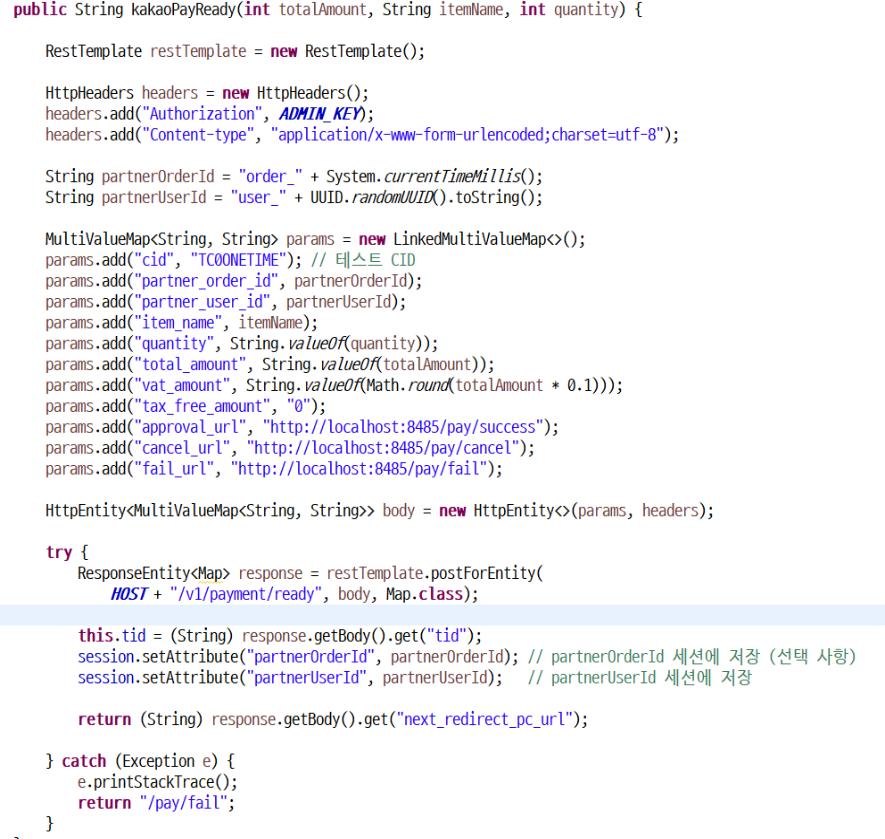 public String kakaoPayReady(int totalAmount, String itemName, int quantity) {
RestTemplate restTemplate = new RestTemplate();
HttpHeaders headers = new HttpHeaders();
headers.add("Authorization", ADMIN_KEY);
headers.add("Content-type", "application/x-www-form-urlencoded;charset=utf-8");
String partnerOrderId = "order_" + System.currentTimeMillis();
String partnerUserId = "user_" + UUID.randomUUID().toString();
MultiValueMap<String, String> params = new LinkedMultiValueMap<>();
params.add("cid", "TC0ONETIME"); // 테스트 CID
params.add("partner_order_id", partnerOrderId);
params.add("partner_user_id", partnerUserId);
params.add("item_name", itemName);
params.add("quantity", String.valueOf(quantity));
params.add("total_amount", String.valueOf(totalAmount));
params.add("vat_amount", String.valueOf(Math.round(totalAmount * 0.1)));
params.add("tax_free_amount", "0");
params.add("approval_url", "http://localhost:8485/pay/success");
params.add("cancel_url", "http://localhost:8485/pay/cancel");
params.add("fail_url", "http://localhost:8485/pay/fail");
HttpEntity<MultiValueMap<String, String>> body = new HttpEntity<>(params, headers);
try {
ResponseEntity<Map> response = restTemplate.postForEntity(
HOST + "/v1/payment/ready", body, Map.class);
this.tid = (String) response.getBody().get("tid");
session.setAttribute("partnerOrderId", partnerOrderId); // partnerOrderId 세션에 저장 (선택 사항)
session.setAttribute("partnerUserId", partnerUserId); // partnerUserId 세션에 저장
return (String) response.getBody().get("next_redirect_pc_url");
} catch (Exception e) {
e.printStackTrace();
return "/pay/fail";
}